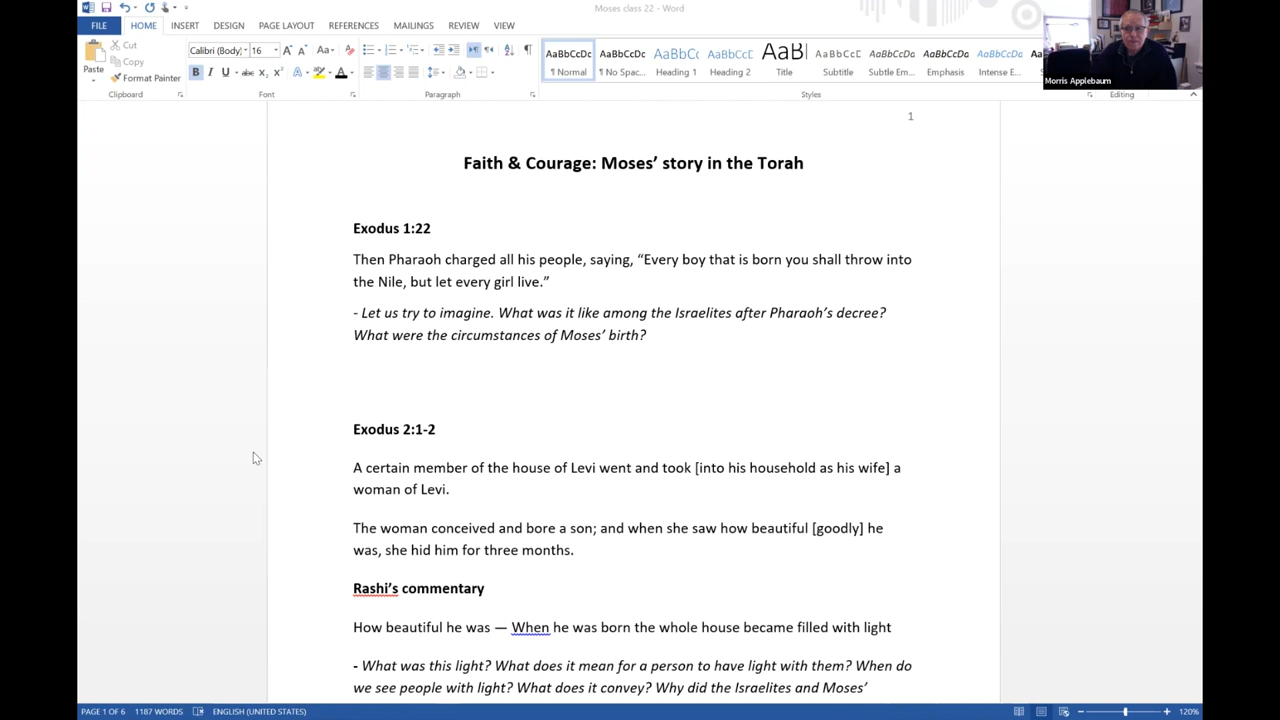 Moses class 22 - Word
FILE HOME INSERT DESIGN PAGE LAYOUT REFERENCES MAILINGS REVIEW VIEW
Cut
Copy
Format Painter
Paste
Calibri (Body) 16
AaBbCcDc AaBbCcDc AaBbCc AaBbCcC AaB AaBbCcC AaBbCcDc AaBbCcDc AaBbCcDc
¶ Normal ¶ No Spac... Heading 1 Heading 2 Title Subtitle Subtle Em... Emphasis Intense E...
Clipboard Font Paragraph Styles Editing
Morris Applebaum
1
Faith & Courage: Moses’ story in the Torah
Exodus 1:22
Then Pharaoh charged all his people, saying, “Every boy that is born you shall throw into
the Nile, but let every girl live.”
- Let us try to imagine. What was it like among the Israelites after Pharaoh’s decree?
What were the circumstances of Moses’ birth?
Exodus 2:1-2
A certain member of the house of Levi went and took [into his household as his wife] a
woman of Levi.
The woman conceived and bore a son; and when she saw how beautiful [goodly] he
was, she hid him for three months.
Rashi’s commentary
How beautiful he was — When he was born the whole house became filled with light
- What was this light? What does it mean for a person to have light with them? When do
we see people with light? What does it convey? Why did the Israelites and Moses’
PAGE 1 OF 6 1187 WORDS ENGLISH (UNITED STATES) 120%